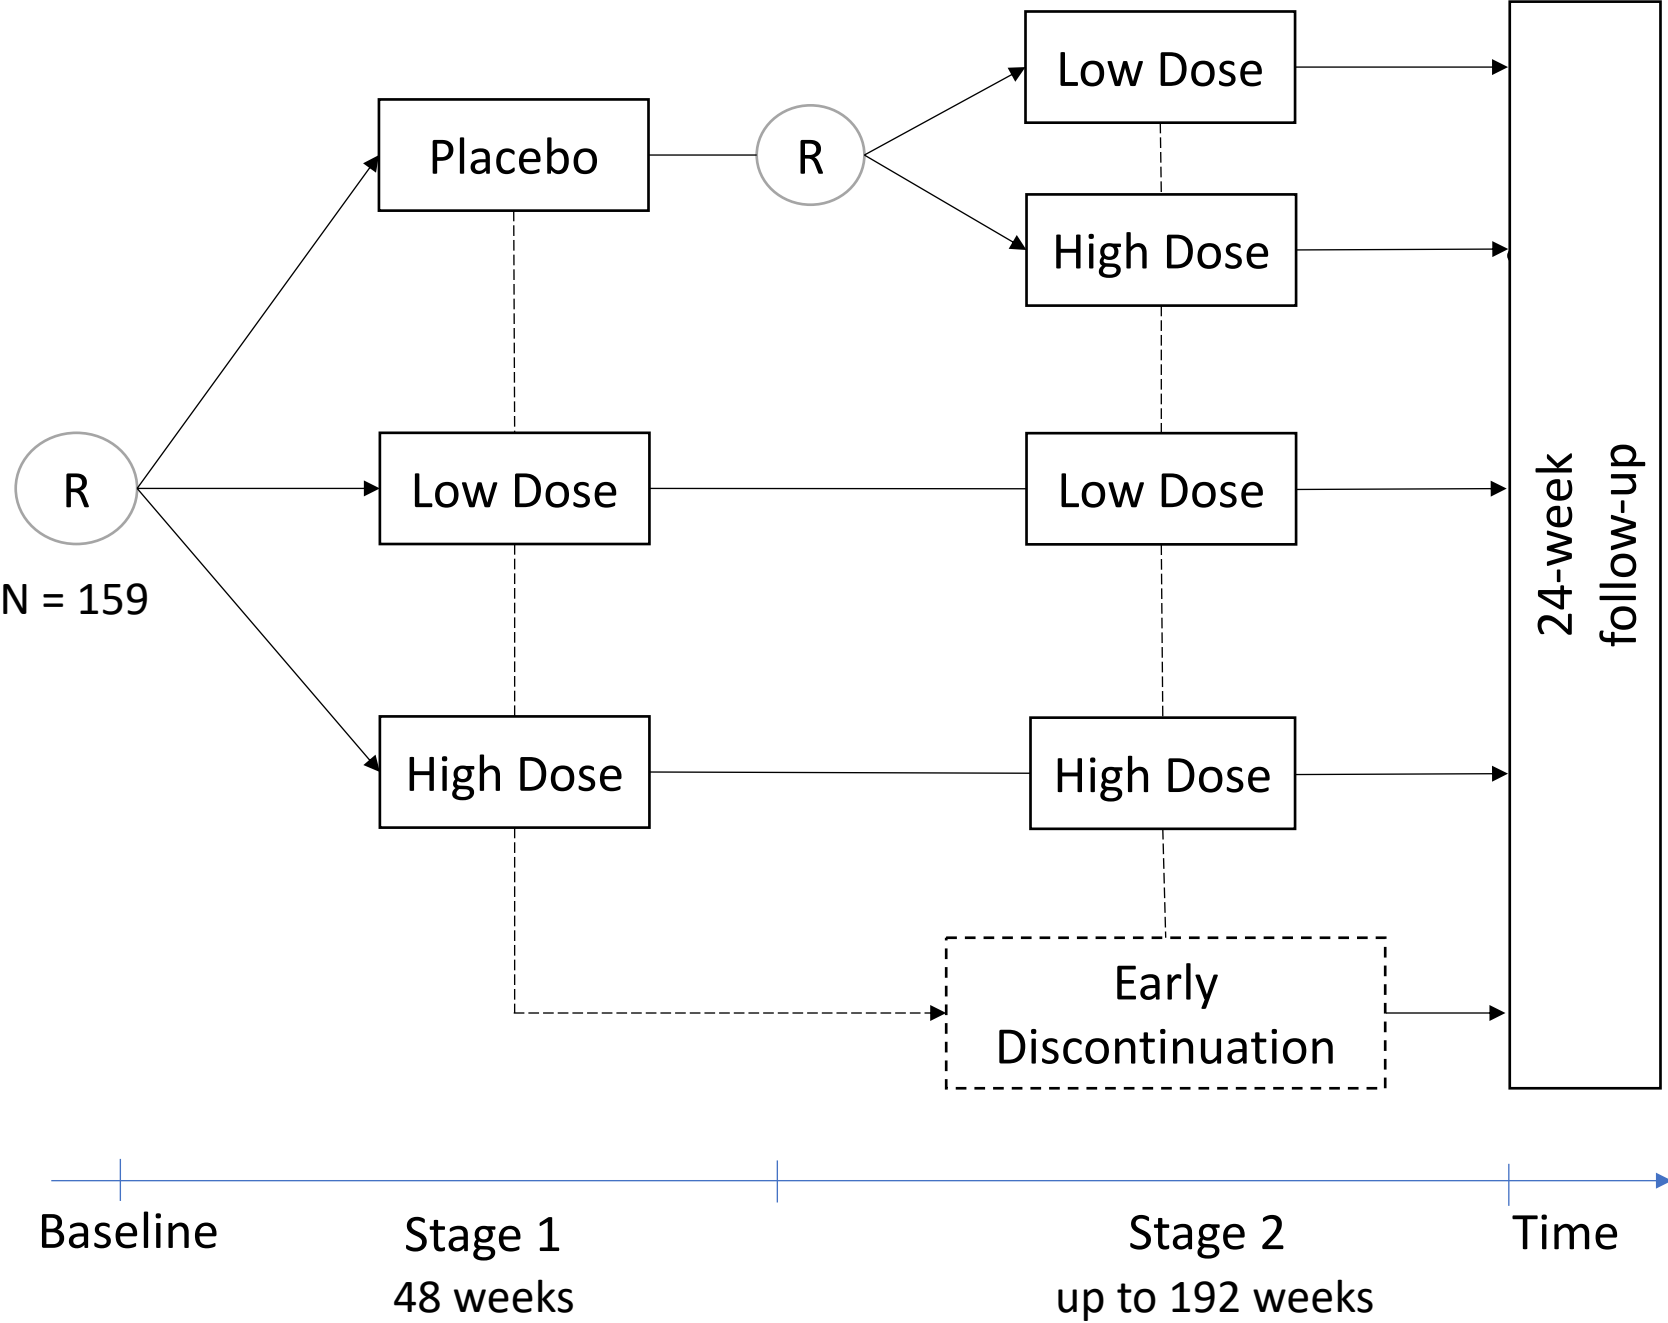 Low Dose
Placebo
R
High Dose
R
Low Dose
Low Dose
N = 159
High Dose
High Dose
24-week
follow-up
Early
Discontinuation
Baseline
Stage 1
48 weeks
Stage 2
up to 192 weeks
Time